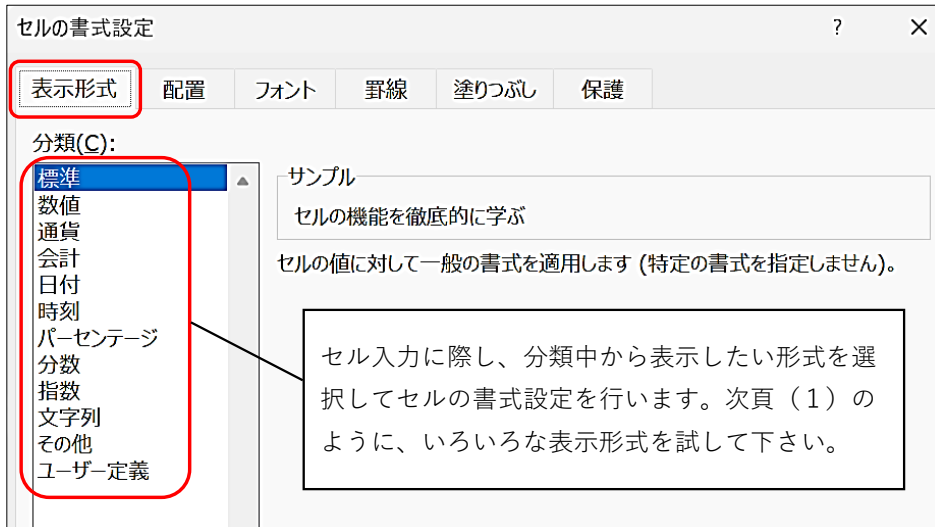 セルの書式設定 ? ×
表示形式 配置 フォント 罫線 塗りつぶし 保護
分類(C):
標準
数値
通貨
会計
日付
時刻
パーセンテージ
分数
指数
文字列
その他
ユーザー定義
サンプル
セルの機能を徹底的に学ぶ
セルの値に対して一般の書式を適用します (特定の書式を指定しません)。
セル入力に際し、分類中から表示したい形式を選
択してセルの書式設定を行います。次頁（１）の
ように、いろいろな表示形式を試して下さい。